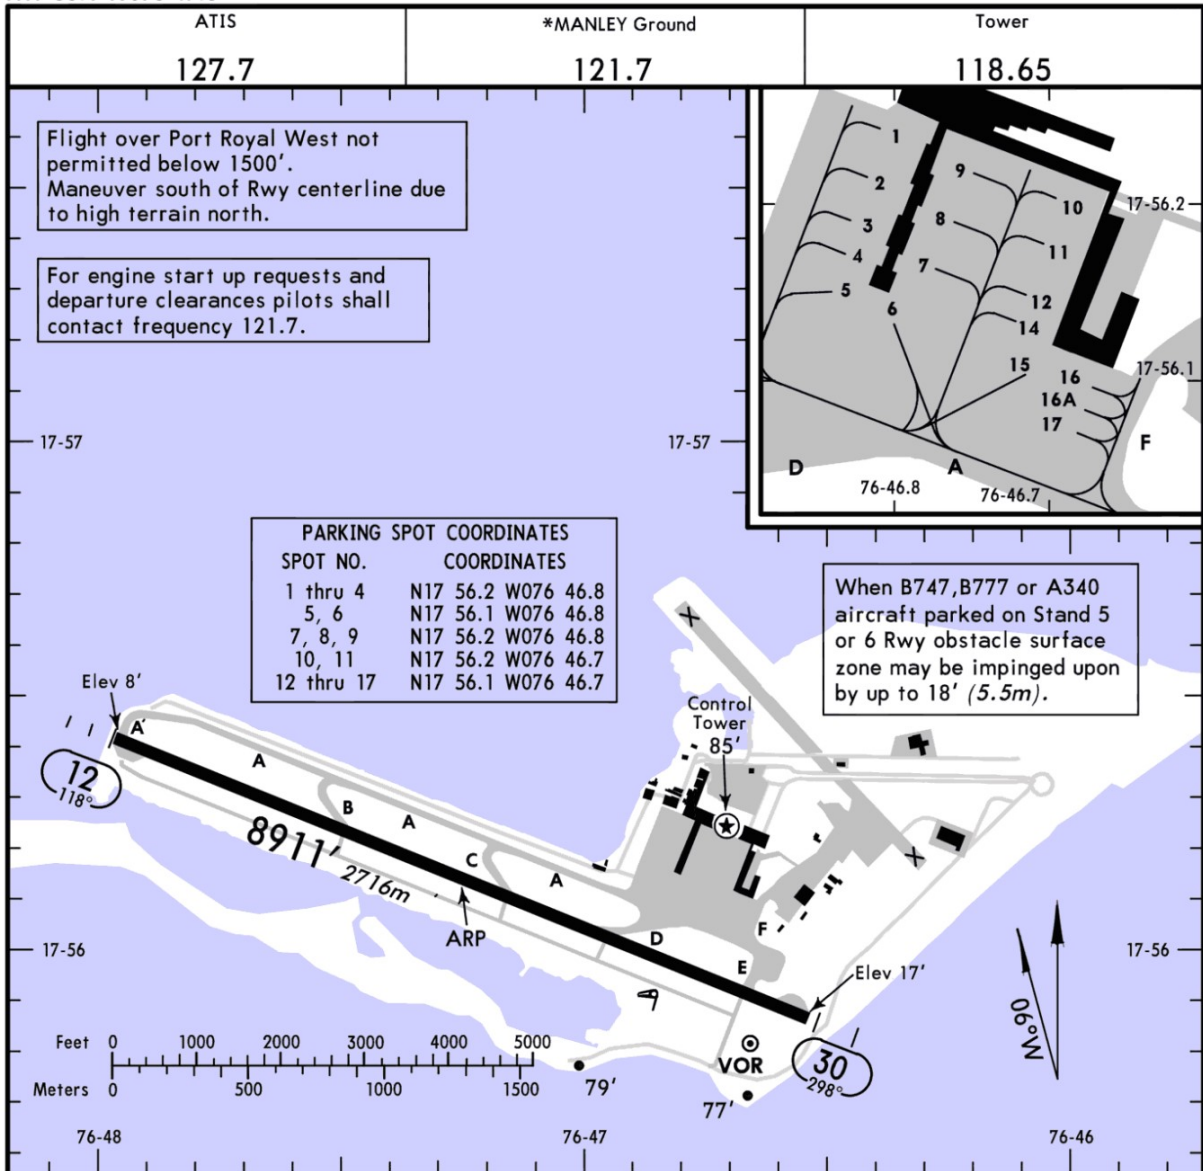 ATIS
*MANLEY Ground
Tower
127.7
121.7
118.65
Flight over Port Royal West not
permitted below 1500'.
Maneuver south of Rwy centerline due
to high terrain north.
For engine start up requests and
departure clearances pilots shall
contact frequency 121.7.
1
2
3
4
5
6
7
8
9
10
11
12
14
15
16
16A
17
F
D
A
17-56.2
17-56.1
76-46.8
76-46.7
17-57
17-57
PARKING SPOT COORDINATES
SPOT NO. COORDINATES
1 thru 4 N17 56.2 W076 46.8
5, 6 N17 56.1 W076 46.8
7, 8, 9 N17 56.2 W076 46.8
10, 11 N17 56.2 W076 46.7
12 thru 17 N17 56.1 W076 46.7
When B747,B777 or A340
aircraft parked on Stand 5
or 6 Rwy obstacle surface
zone may be impinged upon
by up to 18' (5.5m).
Elev 8'
A'
A
12
118°
B
A
8911'
2716m
C
A
ARP
Control
Tower
85'
X
X
D
F
E
Elev 17'
17-56
17-56
06°W
VOR
30
298°
79'
77'
Feet 0 1000 2000 3000 4000 5000
Meters 0 500 1000 1500
76-48
76-47
76-46